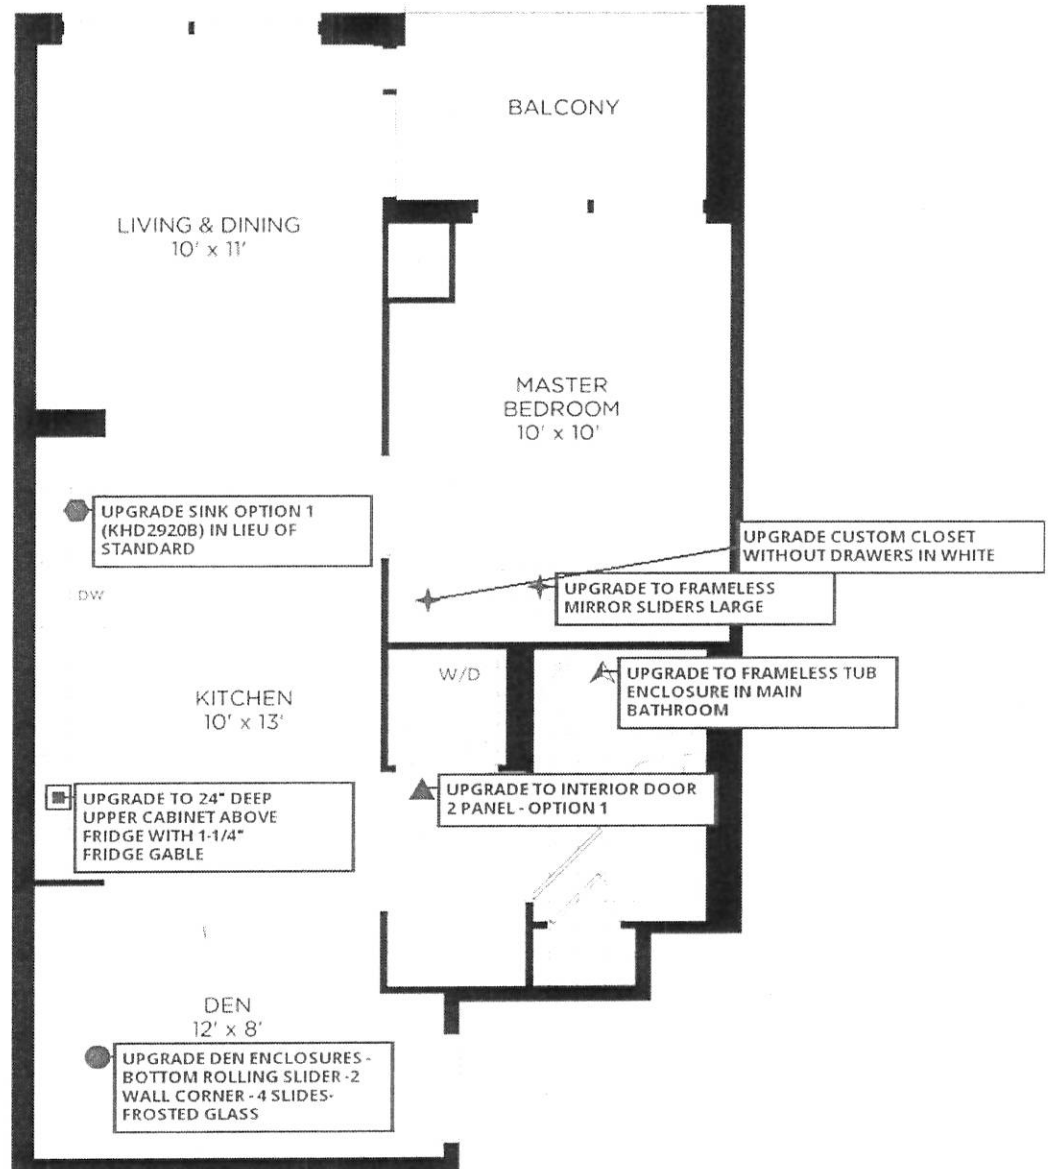 BALCONY
LIVING & DINING
10' x 11'
MASTER
BEDROOM
10' x 10'
UPGRADE SINK OPTION 1
(KHD2920B) IN LIEU OF
STANDARD
UPGRADE CUSTOM CLOSET
WITHOUT DRAWERS IN WHITE
UPGRADE TO FRAMELESS
MIRROR SLIDERS LARGE
DW
W/D
UPGRADE TO FRAMELESS TUB
ENCLOSURE IN MAIN
BATHROOM
KITCHEN
10' x 13'
UPGRADE TO 24" DEEP
UPPER CABINET ABOVE
FRIDGE WITH 1-1/4"
FRIDGE GABLE
UPGRADE TO INTERIOR DOOR
2 PANEL - OPTION 1
DEN
12' x 8'
UPGRADE DEN ENCLOSURES -
BOTTOM ROLLING SLIDER -2
WALL CORNER - 4 SLIDES-
FROSTED GLASS